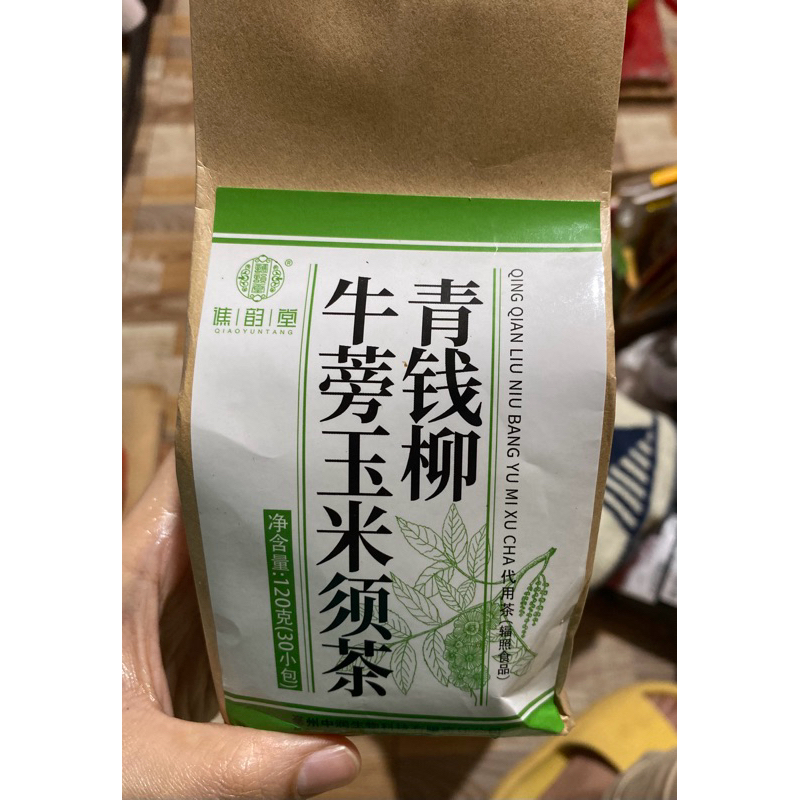 谯韵堂
®
QIAOYUNTANG
青钱柳
牛蒡玉米须茶
QING QIAN LIU NIU BANG YU MI XU CHA
代用茶(辐照食品)
净含量:120克(30小包)